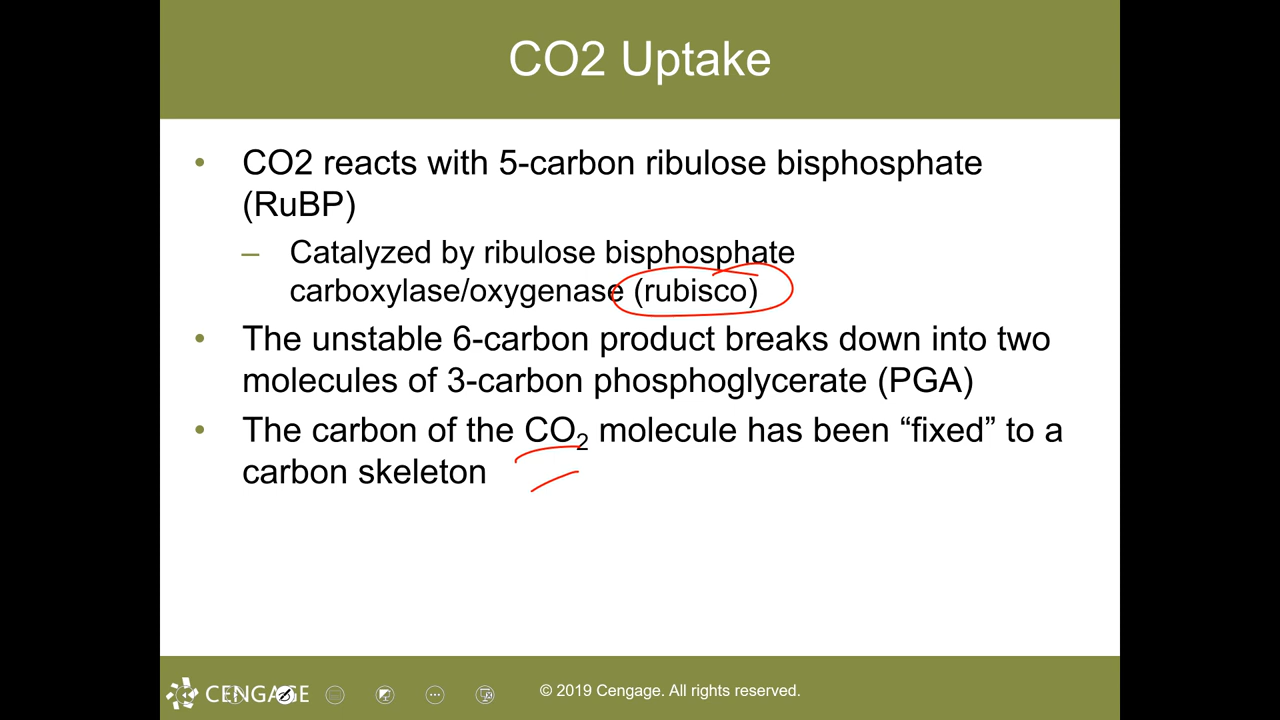 CO2 Uptake
• CO2 reacts with 5-carbon ribulose bisphosphate
(RuBP)
– Catalyzed by ribulose bisphosphate
carboxylase/oxygenase (rubisco)
• The unstable 6-carbon product breaks down into two
molecules of 3-carbon phosphoglycerate (PGA)
• The carbon of the CO₂ molecule has been “fixed” to a
carbon skeleton
CENGAGE
© 2019 Cengage. All rights reserved.